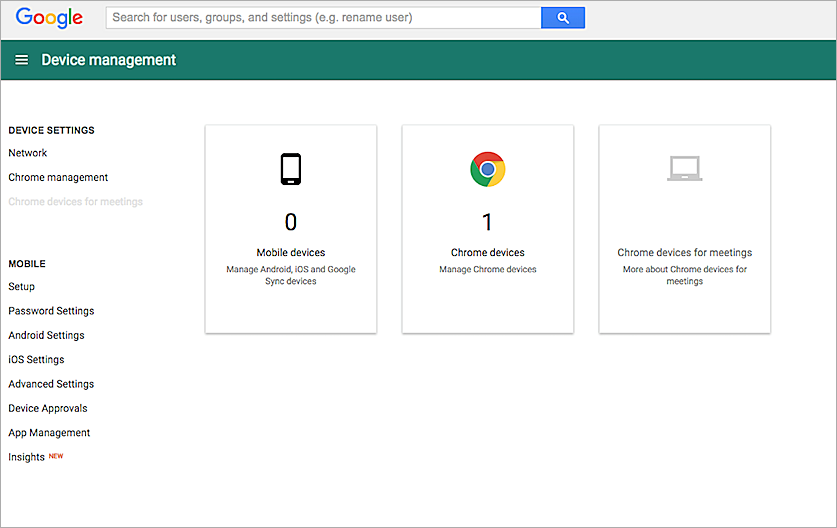 Google
Search for users, groups, and settings (e.g. rename user)
Device management
DEVICE SETTINGS
Network
Chrome management
Chrome devices for meetings
MOBILE
Setup
Password Settings
Android Settings
iOS Settings
Advanced Settings
Device Approvals
App Management
Insights NEW
0
Mobile devices
Manage Android, iOS and Google
Sync devices
1
Chrome devices
Manage Chrome devices
Chrome devices for meetings
More about Chrome devices for
meetings